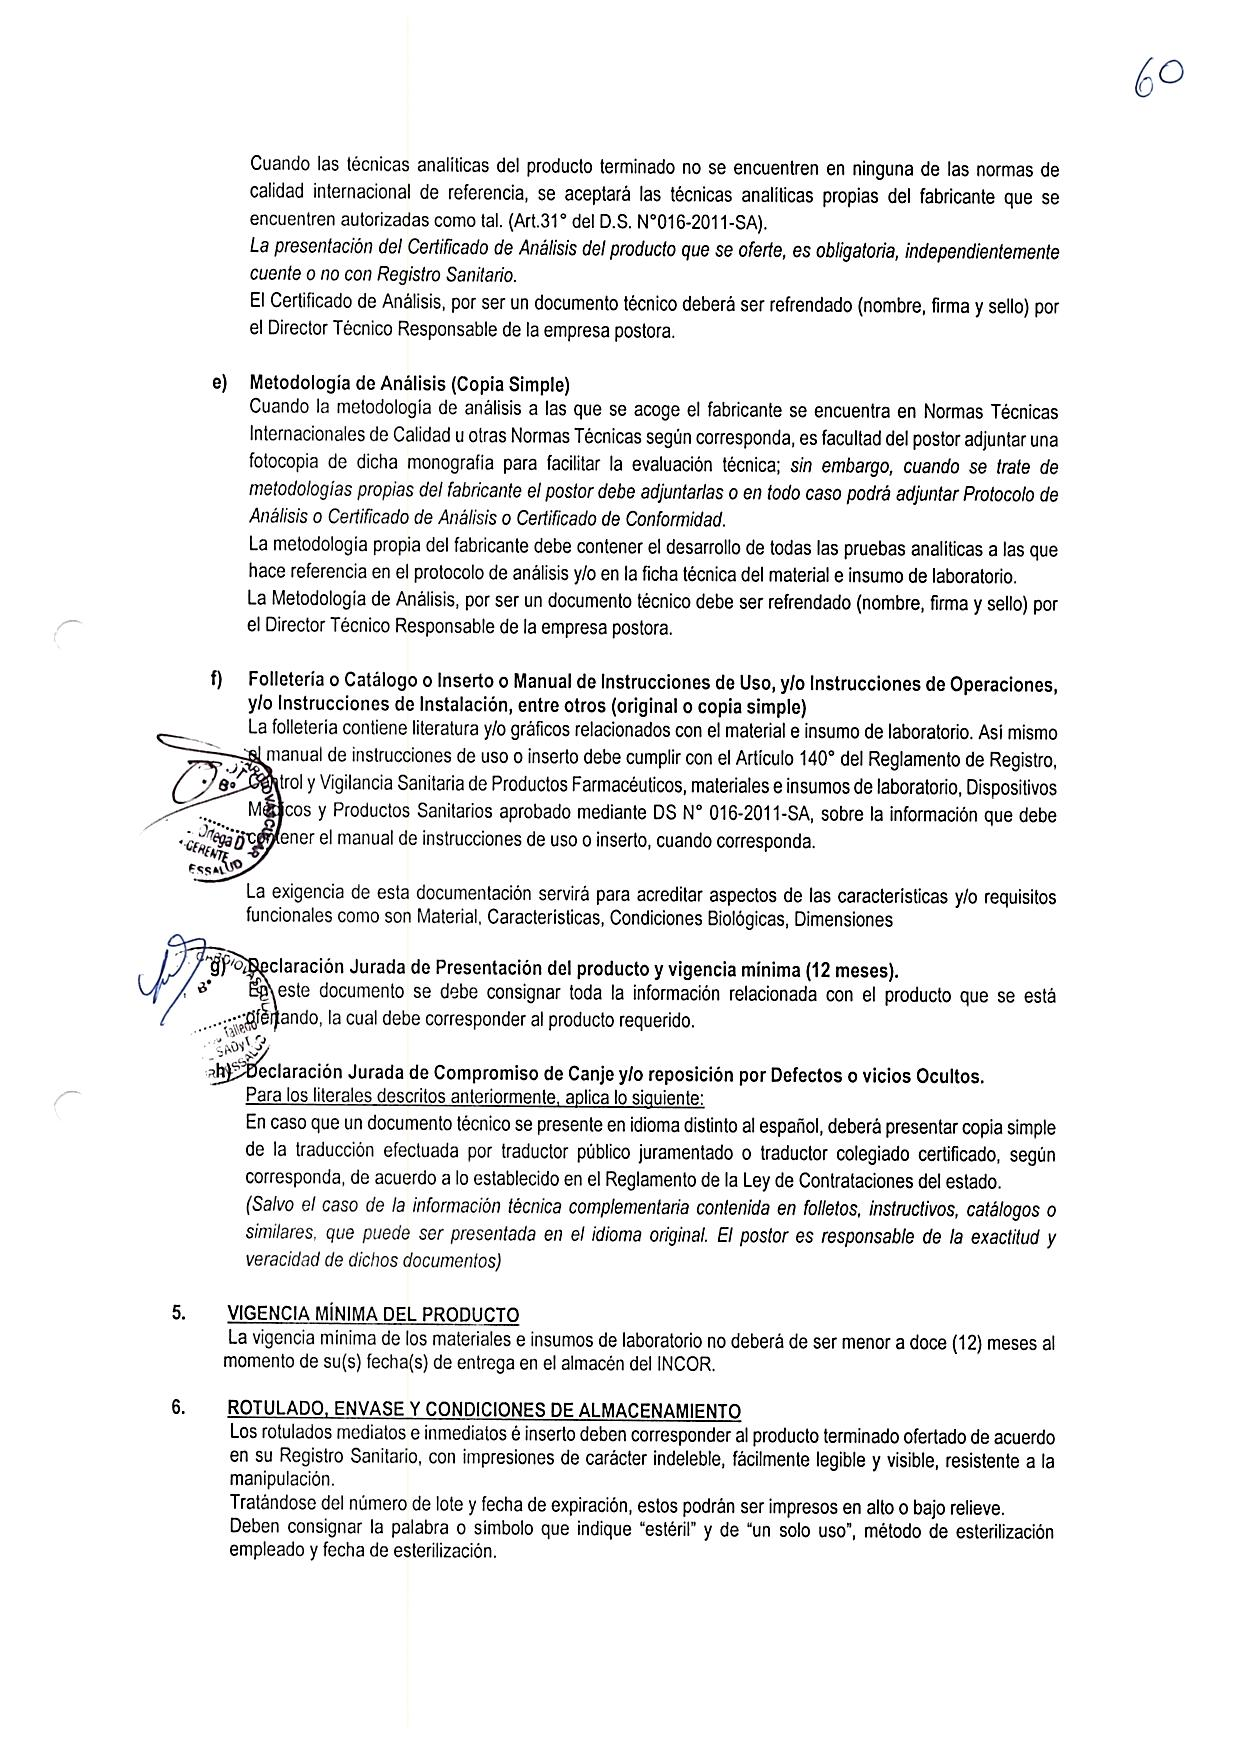 60
Cuando las técnicas analíticas del producto terminado no se encuentren en ninguna de las normas de
calidad internacional de referencia, se aceptará las técnicas analíticas propias del fabricante que se
encuentren autorizadas como tal. (Art.31° del D.S. N°016-2011-SA).
La presentación del Certificado de Análisis del producto que se oferte, es obligatoria, independientemente
cuente o no con Registro Sanitario.
El Certificado de Análisis, por ser un documento técnico deberá ser refrendado (nombre, firma y sello) por
el Director Técnico Responsable de la empresa postora.
e) Metodología de Análisis (Copia Simple)
Cuando la metodología de análisis a las que se acoge el fabricante se encuentra en Normas Técnicas
Internacionales de Calidad u otras Normas Técnicas según corresponda, es facultad del postor adjuntar una
fotocopia de dicha monografía para facilitar la evaluación técnica; sin embargo, cuando se trate de
metodologías propias del fabricante el postor debe adjuntarlas o en todo caso podrá adjuntar Protocolo de
Análisis o Certificado de Análisis o Certificado de Conformidad.
La metodología propia del fabricante debe contener el desarrollo de todas las pruebas analíticas a las que
hace referencia en el protocolo de análisis y/o en la ficha técnica del material e insumo de laboratorio.
La Metodología de Análisis, por ser un documento técnico debe ser refrendado (nombre, firma y sello) por
el Director Técnico Responsable de la empresa postora.
f) Folletería o Catálogo o Inserto o Manual de Instrucciones de Uso, y/o Instrucciones de Operaciones,
y/o Instrucciones de Instalación, entre otros (original o copia simple)
La folletería contiene literatura y/o gráficos relacionados con el material e insumo de laboratorio. Así mismo
el manual de instrucciones de uso o inserto debe cumplir con el Artículo 140° del Reglamento de Registro,
Control y Vigilancia Sanitaria de Productos Farmacéuticos, materiales e insumos de laboratorio, Dispositivos
Médicos y Productos Sanitarios aprobado mediante DS N° 016-2011-SA, sobre la información que debe
contener el manual de instrucciones de uso o inserto, cuando corresponda.
B°
GERENTE
ESSALUD
La exigencia de esta documentación servirá para acreditar aspectos de las características y/o requisitos
funcionales como son Material, Características, Condiciones Biológicas, Dimensiones
g) Declaración Jurada de Presentación del producto y vigencia mínima (12 meses).
En este documento se debe consignar toda la información relacionada con el producto que se está
ofertando, la cual debe corresponder al producto requerido.
B°
h) Declaración Jurada de Compromiso de Canje y/o reposición por Defectos o vicios Ocultos.
Para los literales descritos anteriormente, aplica lo siguiente:
En caso que un documento técnico se presente en idioma distinto al español, deberá presentar copia simple
de la traducción efectuada por traductor público juramentado o traductor colegiado certificado, según
corresponda, de acuerdo a lo establecido en el Reglamento de la Ley de Contrataciones del estado.
(Salvo el caso de la información técnica complementaria contenida en folletos, instructivos, catálogos o
similares, que puede ser presentada en el idioma original. El postor es responsable de la exactitud y
veracidad de dichos documentos)
5. VIGENCIA MÍNIMA DEL PRODUCTO
La vigencia mínima de los materiales e insumos de laboratorio no deberá de ser menor a doce (12) meses al
momento de su(s) fecha(s) de entrega en el almacén del INCOR.
6. ROTULADO, ENVASE Y CONDICIONES DE ALMACENAMIENTO
Los rotulados mediatos e inmediatos é inserto deben corresponder al producto terminado ofertado de acuerdo
en su Registro Sanitario, con impresiones de carácter indeleble, fácilmente legible y visible, resistente a la
manipulación.
Tratándose del número de lote y fecha de expiración, estos podrán ser impresos en alto o bajo relieve.
Deben consignar la palabra o símbolo que indique “estéril” y de “un solo uso”, método de esterilización
empleado y fecha de esterilización.